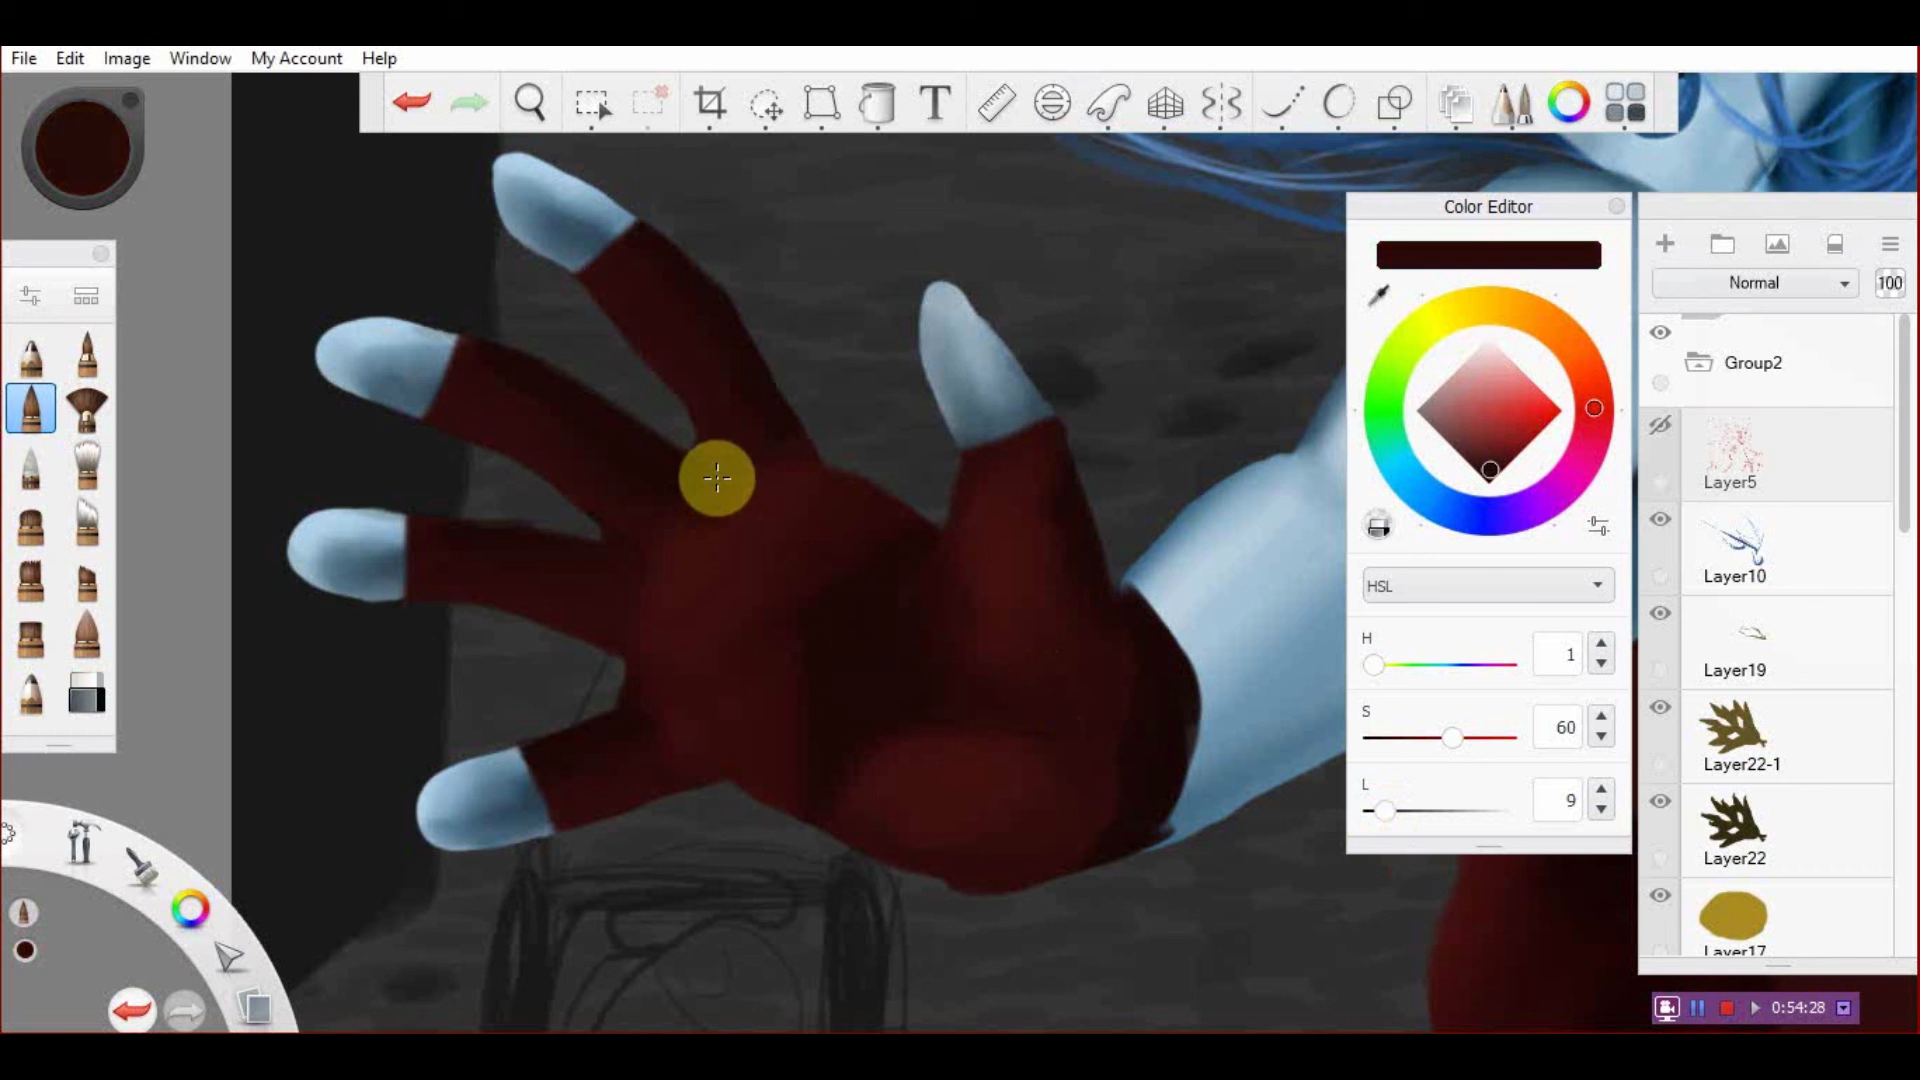 File Edit Image Window My Account Help
T
Color Editor
Normal 100
Group2
Layer5
Layer10
HSL
H 1
Layer19
S 60
Layer22-1
L 9
Layer22
Layer17
0:54:28